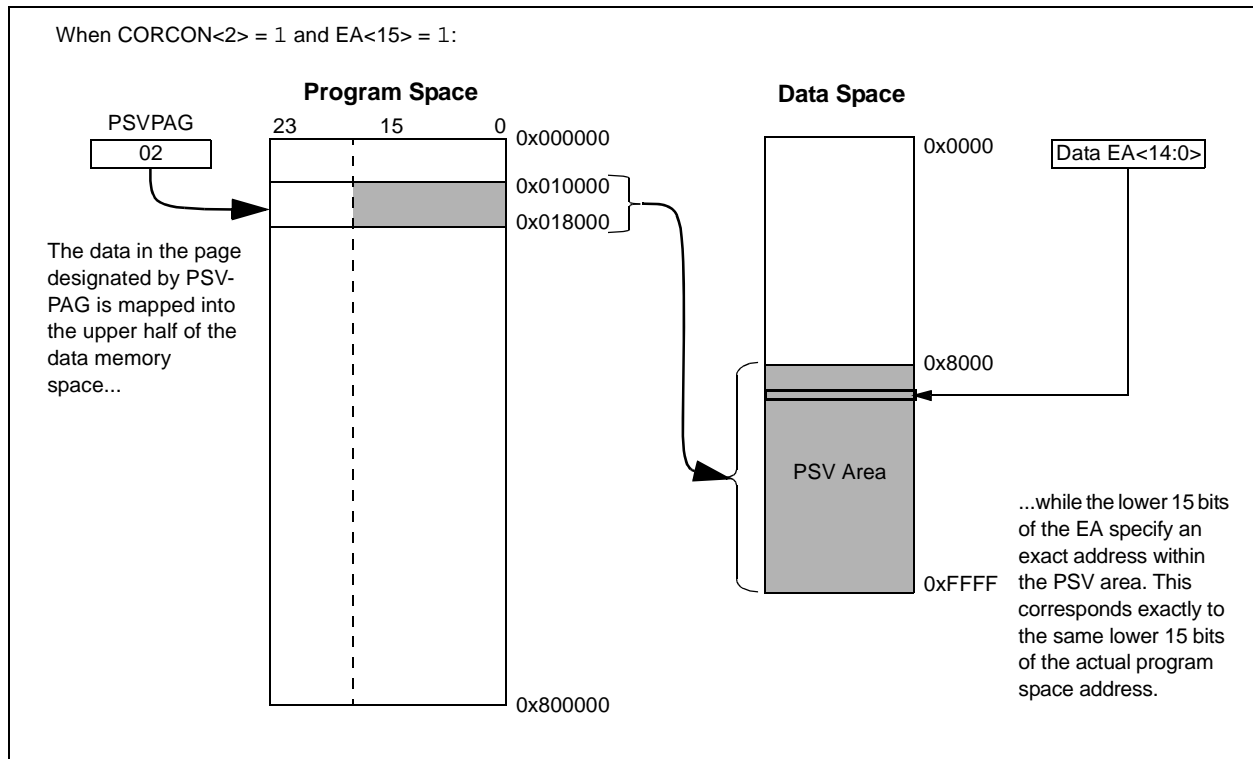 When CORCON<2> = 1 and EA<15> = 1:
Program Space
Data Space
PSVPAG
02
23 15 0
0x000000
0x010000
0x018000
0x800000
The data in the page
designated by PSV-
PAG is mapped into
the upper half of the
data memory
space...
0x0000
Data EA<14:0>
0x8000
PSV Area
0xFFFF
...while the lower 15 bits
of the EA specify an
exact address within
the PSV area. This
corresponds exactly to
the same lower 15 bits
of the actual program
space address.